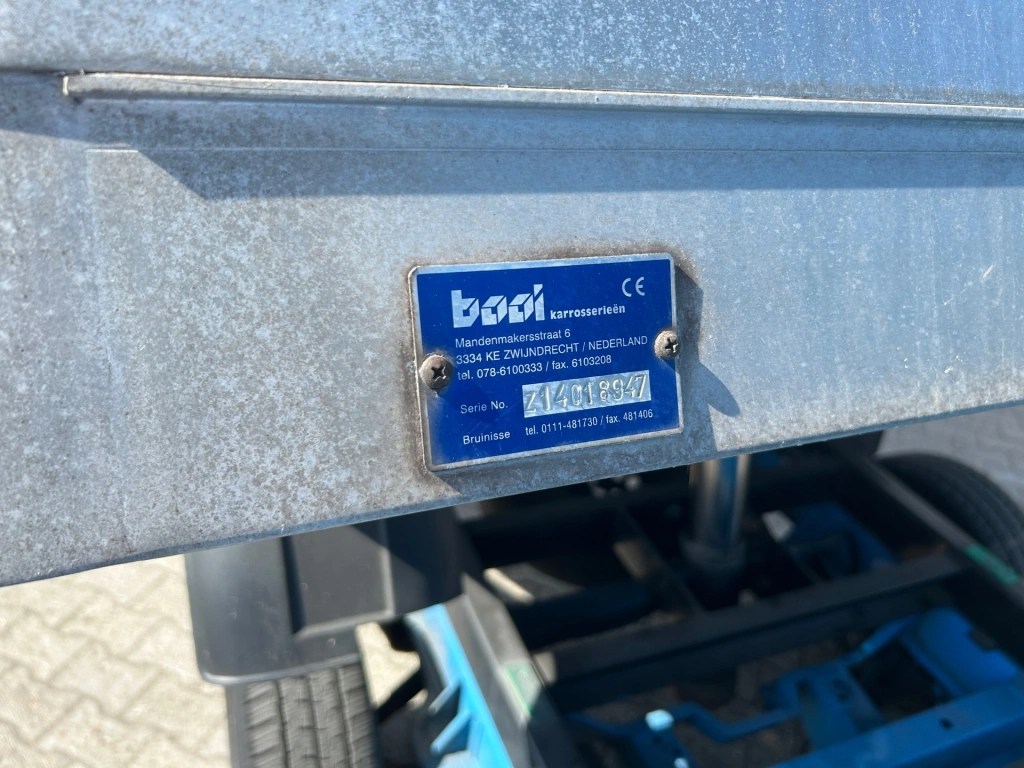 booi karrosserieën CE
Mandenmakersstraat 6
3334 KE ZWIJNDRECHT / NEDERLAND
tel. 078-6100333 / fax. 6103208
Serie No. Z14018947
Bruinisse tel. 0111-481730 / fax. 481406